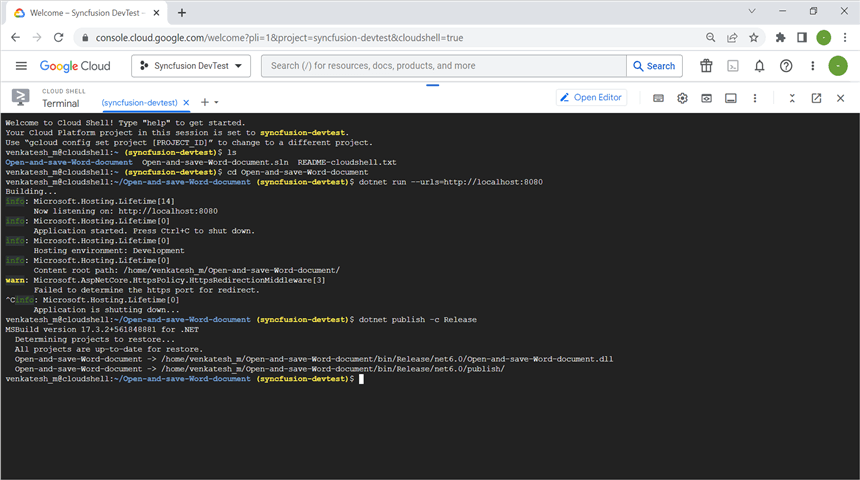 Welcome – Syncfusion DevTest –
console.cloud.google.com/welcome?pli=1&project=syncfusion-devtest&cloudshell=true
Google Cloud
Syncfusion DevTest
Search (/) for resources, docs, products, and more
Search
CLOUD SHELL
Terminal
(syncfusion-devtest)
Open Editor
Welcome to Cloud Shell! Type "help" to get started.
Your Cloud Platform project in this session is set to syncfusion-devtest.
Use “gcloud config set project [PROJECT_ID]” to change to a different project.
venkatesh_m@cloudshell:~ (syncfusion-devtest)$ ls
Open-and-save-Word-document  Open-and-save-Word-document.sln  README-cloudshell.txt
venkatesh_m@cloudshell:~ (syncfusion-devtest)$ cd Open-and-save-Word-document
venkatesh_m@cloudshell:~/Open-and-save-Word-document (syncfusion-devtest)$ dotnet run --urls=http://localhost:8080
Building...
info: Microsoft.Hosting.Lifetime[14]
Now listening on: http://localhost:8080
info: Microsoft.Hosting.Lifetime[0]
Application started. Press Ctrl+C to shut down.
info: Microsoft.Hosting.Lifetime[0]
Hosting environment: Development
info: Microsoft.Hosting.Lifetime[0]
Content root path: /home/venkatesh_m/Open-and-save-Word-document/
warn: Microsoft.AspNetCore.HttpsPolicy.HttpsRedirectionMiddleware[3]
Failed to determine the https port for redirect.
^Cinfo: Microsoft.Hosting.Lifetime[0]
Application is shutting down...
venkatesh_m@cloudshell:~/Open-and-save-Word-document (syncfusion-devtest)$ dotnet publish -c Release
MSBuild version 17.3.2+561848881 for .NET
Determining projects to restore...
All projects are up-to-date for restore.
Open-and-save-Word-document -> /home/venkatesh_m/Open-and-save-Word-document/bin/Release/net6.0/Open-and-save-Word-document.dll
Open-and-save-Word-document -> /home/venkatesh_m/Open-and-save-Word-document/bin/Release/net6.0/publish/
venkatesh_m@cloudshell:~/Open-and-save-Word-document (syncfusion-devtest)$